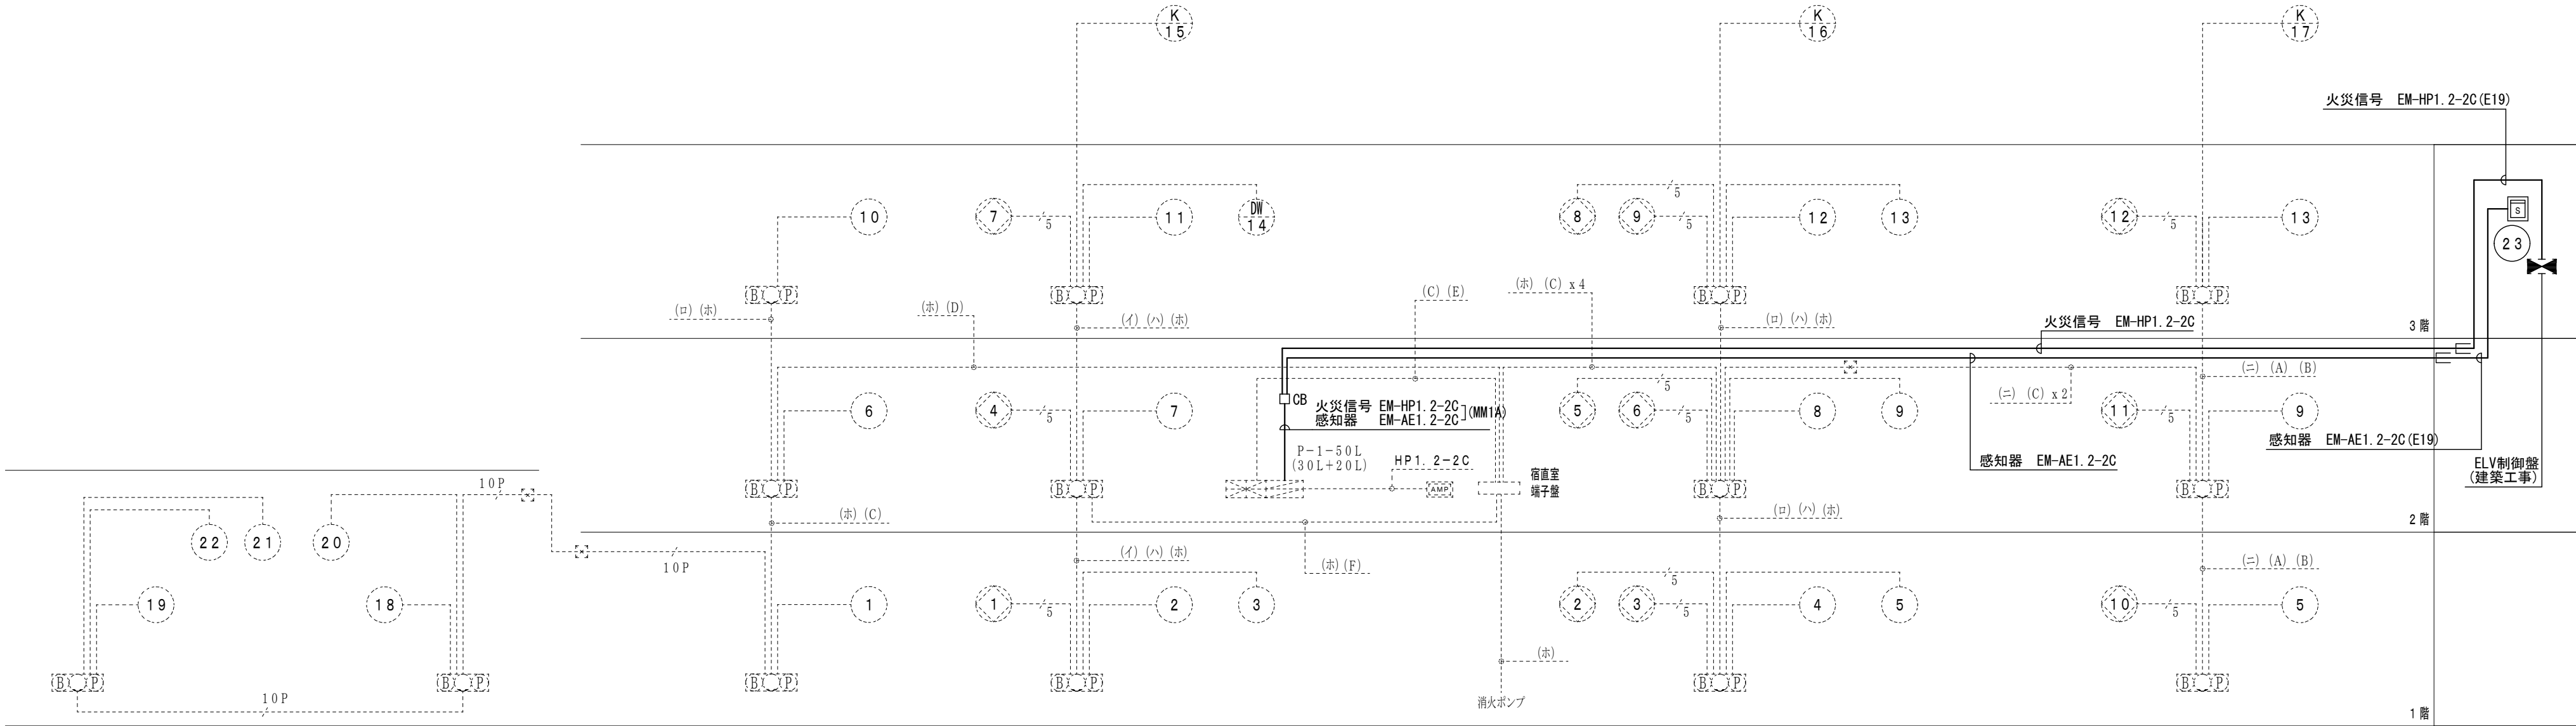 K
15
K
16
K
17
火災信号 EM-HP1.2-2C(E19)
10
7
5
11
DW
14
8
9
5
5
12
13
12
5
13
S
23
B P
B P
B P
B P
(ロ) (ホ)
(ホ) (D)
(イ) (ハ) (ホ)
(C) (E)
(ホ) (C) x4
(ロ) (ハ) (ホ)
火災信号 EM-HP1.2-2C
3階
6
4
5
7
CB
火災信号 EM-HP1.2-2C
感知器 EM-AE1.2-2C
(MM1A)
5
6
5
5
8
9
(ニ) (C) x2
(ニ) (A) (B)
11
5
9
感知器 EM-AE1.2-2C(E19)
P-1-50L
(30L+20L)
HP1.2-2C
AMP
宿直室
端子盤
感知器 EM-AE1.2-2C
ELV制御盤
(建築工事)
B P
B P
B P
B P
10P
(ホ) (C)
(ロ) (ハ) (ホ)
2階
22
21
20
10P
(イ) (ハ) (ホ)
(ホ) (F)
(ニ) (A) (B)
19
18
1
1
5
2
3
2
3
5
5
4
5
10
5
5
(ホ)
B P
B P
B P
B P
B P
B P
10P
消火ポンプ
1階